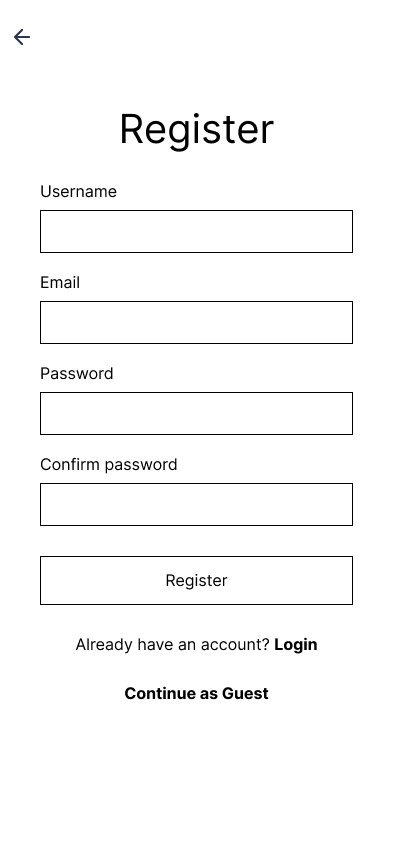 Register
Username
Email
Password
Confirm password
Register
Already have an account? Login
Continue as Guest